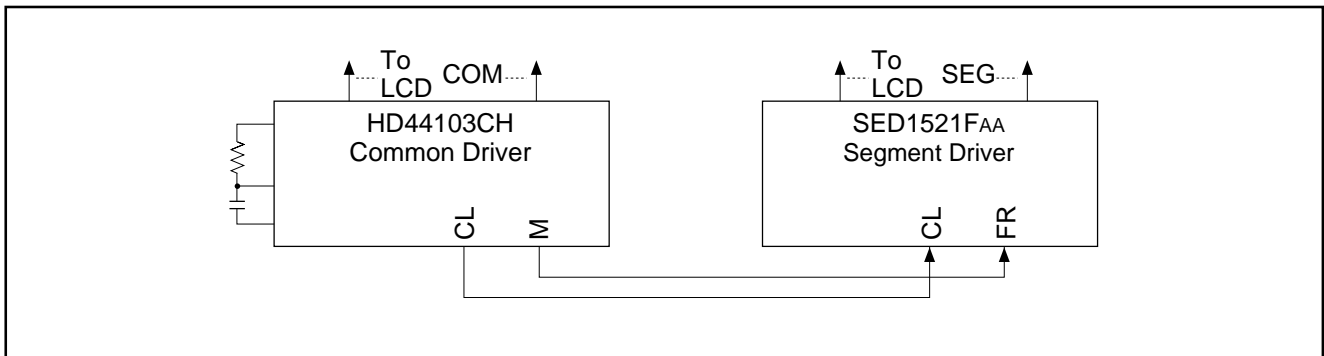 To
LCD COM
HD44103CH
Common Driver
CL
M
To
LCD SEG
SED1521FAA
Segment Driver
CL
FR